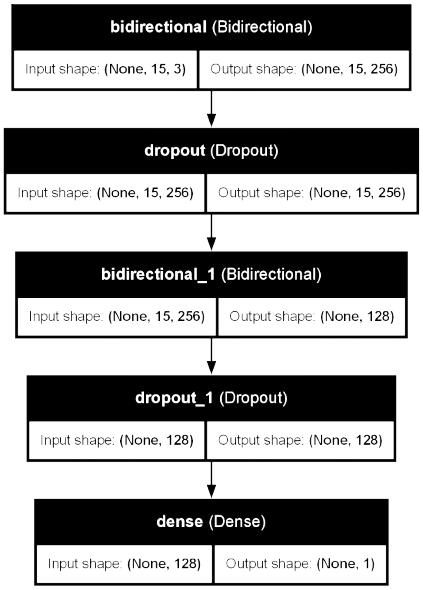 bidirectional (Bidirectional)
Input shape: (None, 15, 3) Output shape: (None, 15, 256)
dropout (Dropout)
Input shape: (None, 15, 256) Output shape: (None, 15, 256)
bidirectional_1 (Bidirectional)
Input shape: (None, 15, 256) Output shape: (None, 128)
dropout_1 (Dropout)
Input shape: (None, 128) Output shape: (None, 128)
dense (Dense)
Input shape: (None, 128) Output shape: (None, 1)